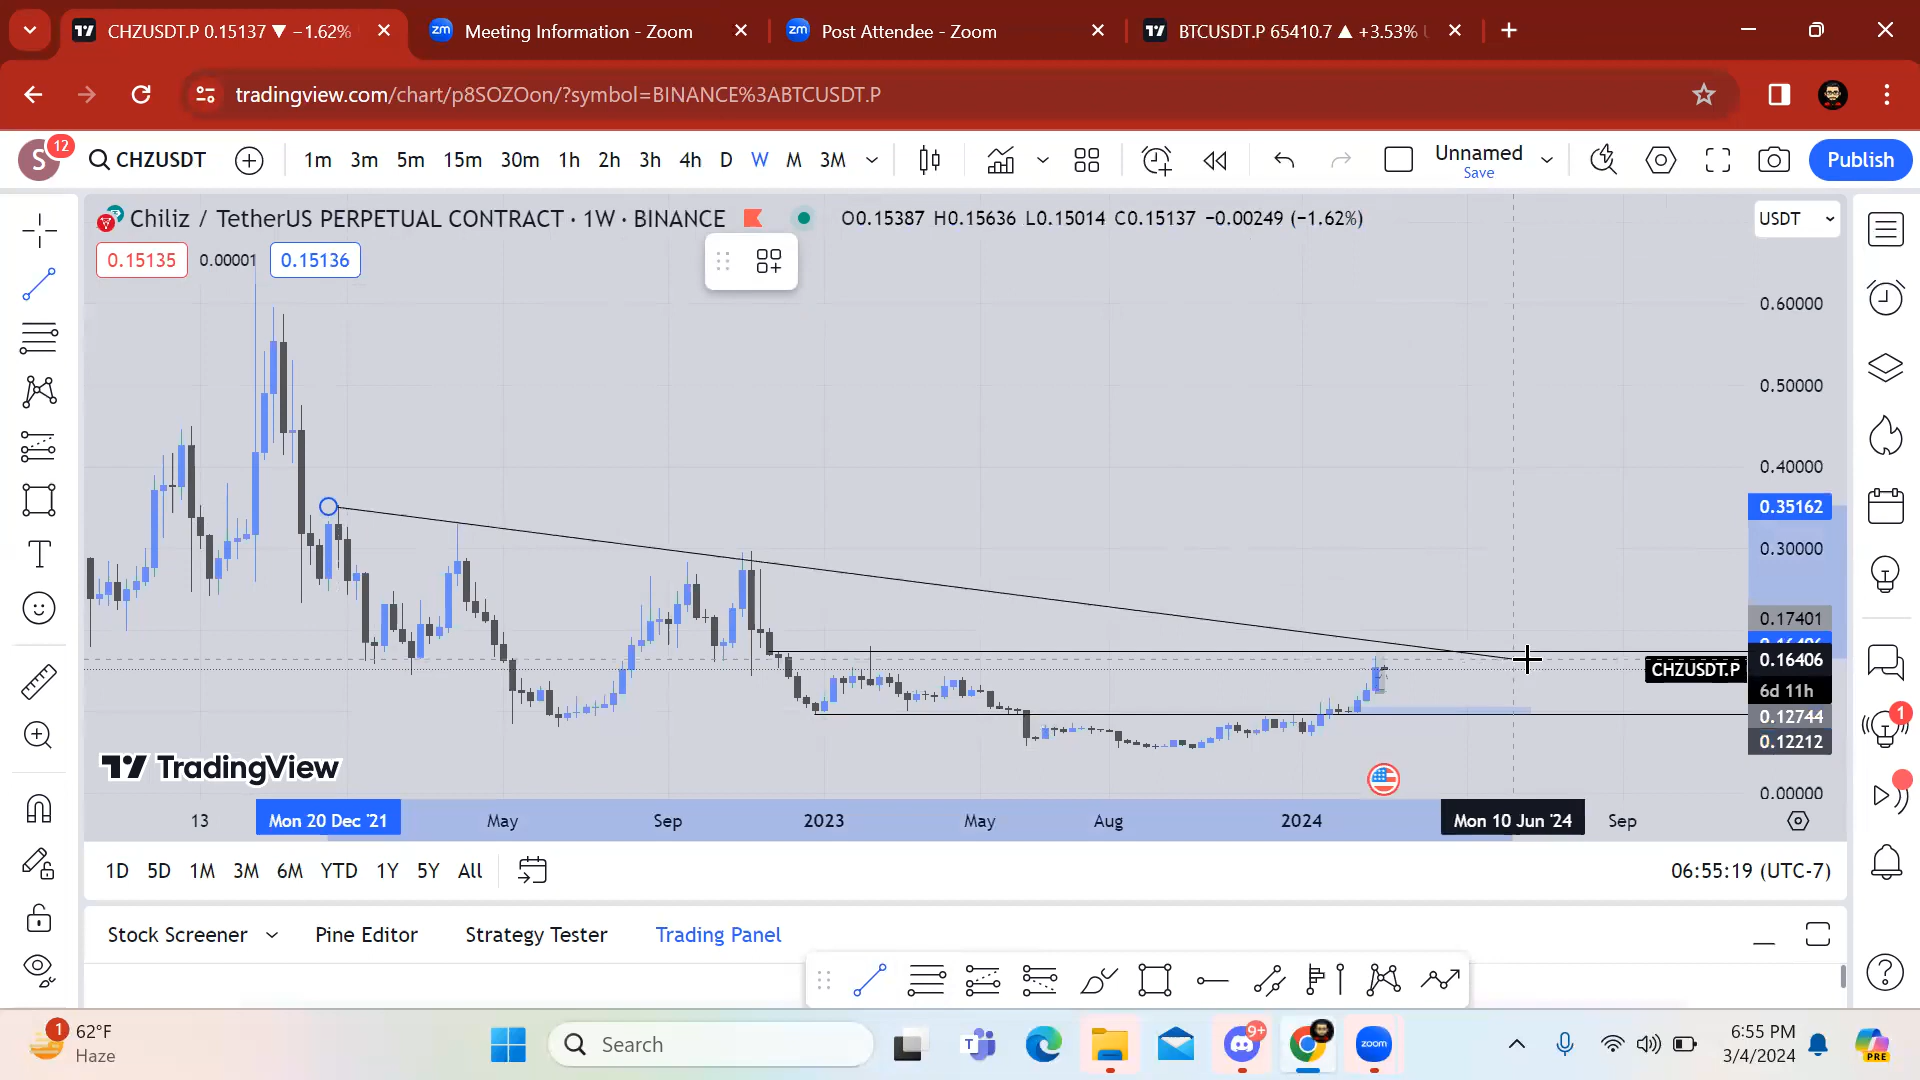 CHZUSDT.P 0.15137 ▼ −1.62%
Meeting Information - Zoom
Post Attendee - Zoom
BTCUSDT.P 65410.7 ▲ +3.53%
tradingview.com/chart/p8SOZOon/?symbol=BINANCE%3ABTCUSDT.P
S 12
CHZUSDT
1m 3m 5m 15m 30m 1h 2h 3h 4h D W M 3M
Unnamed
Save
Publish
Chiliz / TetherUS PERPETUAL CONTRACT · 1W · BINANCE
O0.15387 H0.15636 L0.15014 C0.15137 −0.00249 (−1.62%)
USDT
0.15135 0.00001 0.15136
0.60000
0.50000
0.40000
0.35162
0.30000
0.17401
0.16406
CHZUSDT.P
6d 11h
0.12744
0.12212
0.00000
TradingView
13 Mon 20 Dec '21 May Sep 2023 May Aug 2024 Mon 10 Jun '24 Sep
1D 5D 1M 3M 6M YTD 1Y 5Y All
06:55:19 (UTC-7)
Stock Screener Pine Editor Strategy Tester Trading Panel
1
1
62°F
Haze
Search
9+
zoom
6:55 PM
3/4/2024
PRE